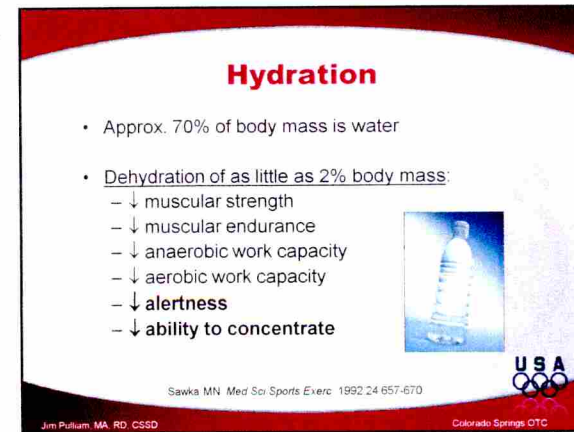 Hydration
• Approx. 70% of body mass is water
• Dehydration of as little as 2% body mass:
– ↓ muscular strength
– ↓ muscular endurance
– ↓ anaerobic work capacity
– ↓ aerobic work capacity
– ↓ alertness
– ↓ ability to concentrate
USA
Sawka MN Med Sci Sports Exerc 1992 24 657-670
Jim Pulliam, MA, RD, CSSD
Colorado Springs OTC